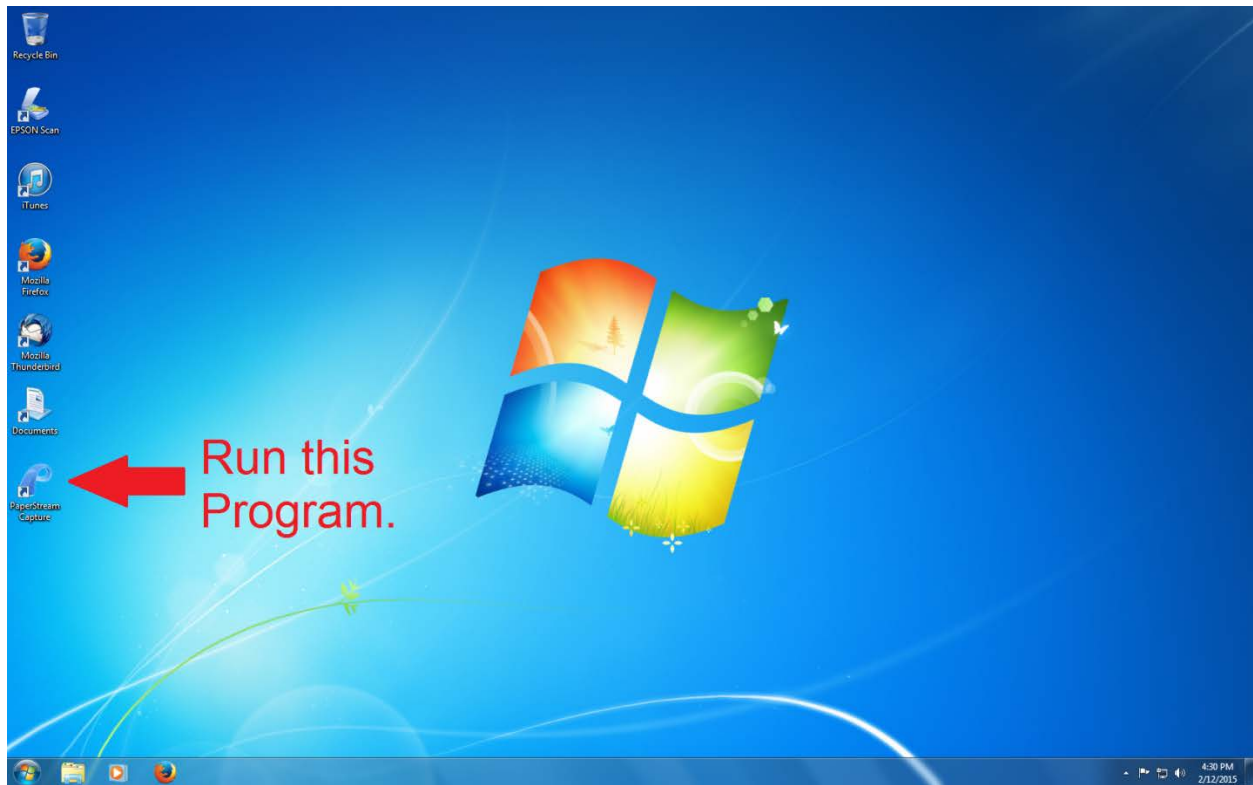 Recycle Bin
EPSON Scan
iTunes
Mozilla
Firefox
Mozilla
Thunderbird
Documents
PaperStream
Capture
Run this
Program.
4:30 PM
2/12/2015